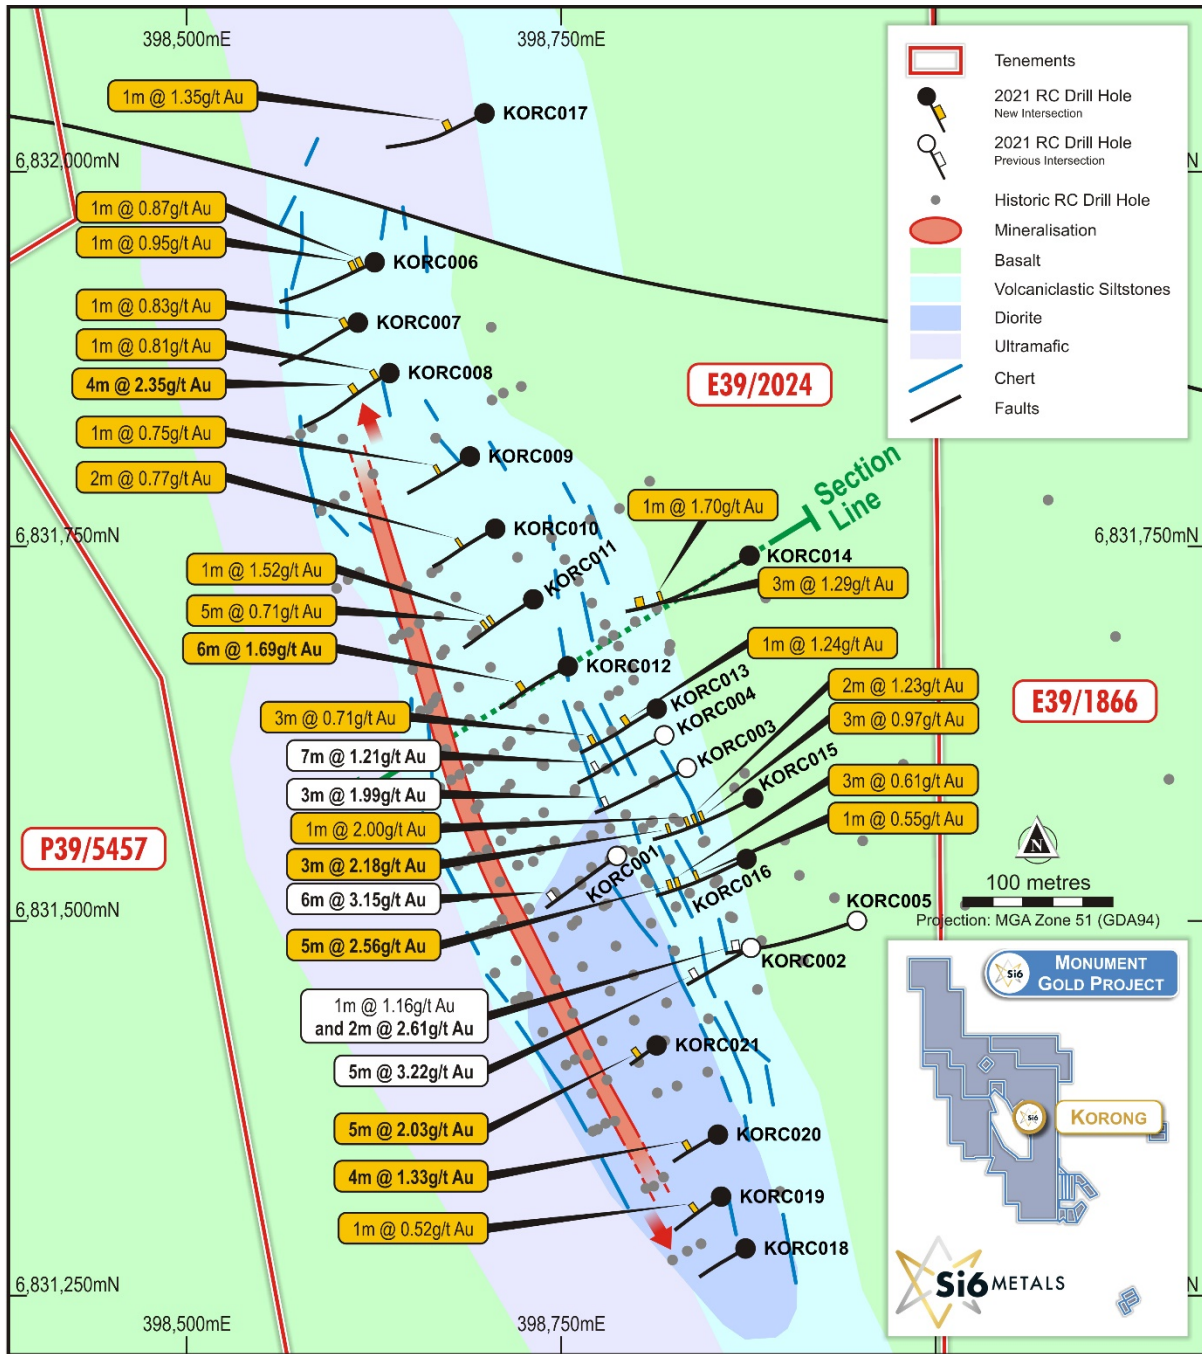 398,500mE
398,750mE
1m @ 1.35g/t Au
KORC017
6,832,000mN
N
1m @ 0.87g/t Au
1m @ 0.95g/t Au
KORC006
1m @ 0.83g/t Au
KORC007
1m @ 0.81g/t Au
4m @ 2.35g/t Au
KORC008
1m @ 0.75g/t Au
KORC009
2m @ 0.77g/t Au
KORC010
6,831,750mN
6,831,750mN
1m @ 1.70g/t Au
Section
Line
KORC014
3m @ 1.29g/t Au
1m @ 1.52g/t Au
KORC011
5m @ 0.71g/t Au
6m @ 1.69g/t Au
KORC012
1m @ 1.24g/t Au
KORC013
KORC004
2m @ 1.23g/t Au
3m @ 0.71g/t Au
3m @ 0.97g/t Au
7m @ 1.21g/t Au
KORC003
3m @ 1.99g/t Au
KORC015
3m @ 0.61g/t Au
1m @ 2.00g/t Au
1m @ 0.55g/t Au
3m @ 2.18g/t Au
KORC001
KORC016
6m @ 3.15g/t Au
KORC005
6,831,500mN
5m @ 2.56g/t Au
KORC002
1m @ 1.16g/t Au
and 2m @ 2.61g/t Au
5m @ 3.22g/t Au
KORC021
5m @ 2.03g/t Au
KORC020
4m @ 1.33g/t Au
KORC019
1m @ 0.52g/t Au
KORC018
6,831,250mN
N
398,500mE
398,750mE
E39/2024
E39/1866
P39/5457
Tenements
2021 RC Drill Hole
New Intersection
2021 RC Drill Hole
Previous Intersection
Historic RC Drill Hole
Mineralisation
Basalt
Volcaniclastic Siltstones
Diorite
Ultramafic
Chert
Faults
N
100 metres
Projection: MGA Zone 51 (GDA94)
Si6
MONUMENT
GOLD PROJECT
Si6
KORONG
Si6 METALS